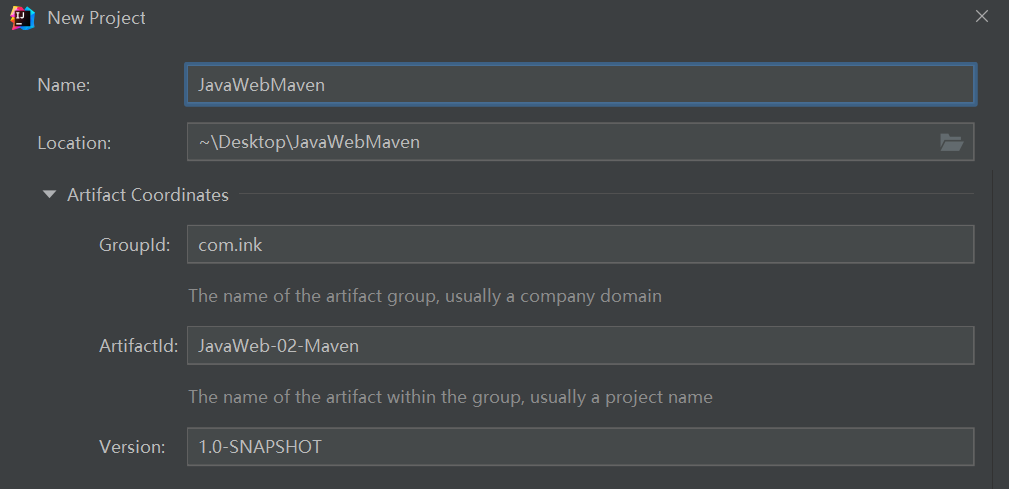 New Project
Name: JavaWebMaven
Location: ~\Desktop\JavaWebMaven
Artifact Coordinates
GroupId: com.ink
The name of the artifact group, usually a company domain
ArtifactId: JavaWeb-02-Maven
The name of the artifact within the group, usually a project name
Version: 1.0-SNAPSHOT